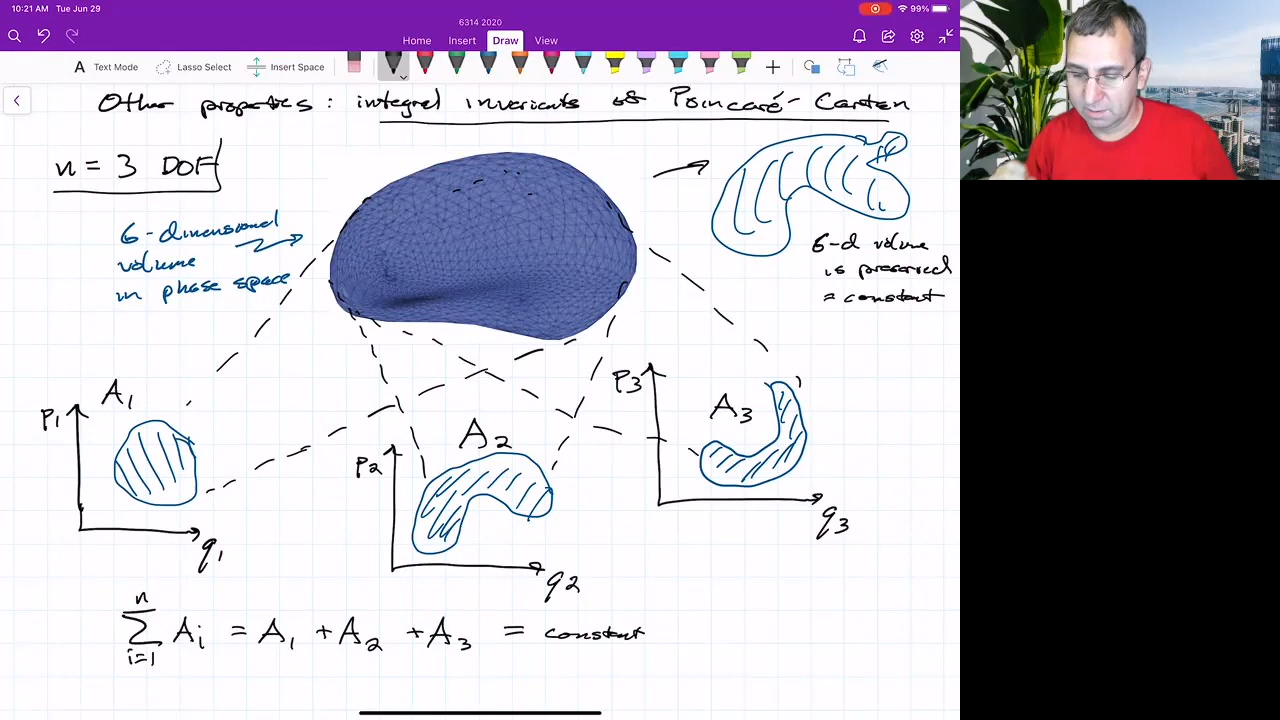 10:21 AM Tue Jun 29
99%
6314 2020
Home Insert Draw View
Text Mode Lasso Select Insert Space
Other properties: integral invariants of Poincaré-Cartan
n = 3 DOF
6-dimensional
volume
in phase space
6-d volume
is preserved
= constant
A₁
p₁
q₁
A₂
p₂
q₂
A₃
p₃
q₃
n
∑ Aᵢ = A₁ + A₂ + A₃ = constant
i=1